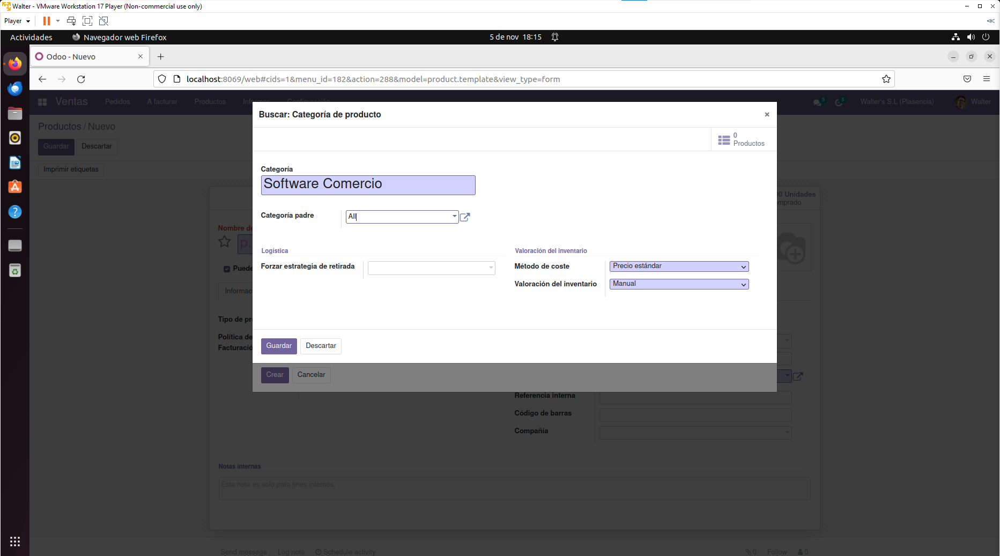 Walter - VMware Workstation 17 Player (Non-commercial use only)
Player
Actividades Navegador web Firefox 5 de nov 18:15
Odoo - Nuevo
localhost:8069/web#cids=1&menu_id=182&action=288&model=product.template&view_type=form
Ventas Pedidos A facturar Productos Informes Configuración 5 5 Walter's S.L (Plasencia) Walter
Productos / Nuevo
Guardar Descartar
Imprimir etiquetas
Buscar: Categoría de producto
0
Productos
Categoría
Software Comercio
Categoría padre All
Logística Valoración del inventario
Forzar estrategia de retirada Método de coste Precio estándar
Valoración del inventario Manual
Guardar Descartar
Crear Cancelar
00 Unidades
mprado
Nombre de
p.
Puede
Informac
Tipo de pr
Política de
Facturació
Referencia interna
Código de barras
Compañía
Notas internas
Esta nota es solo para fines internos.
Send message Log note Schedule activity 0 Follow 0